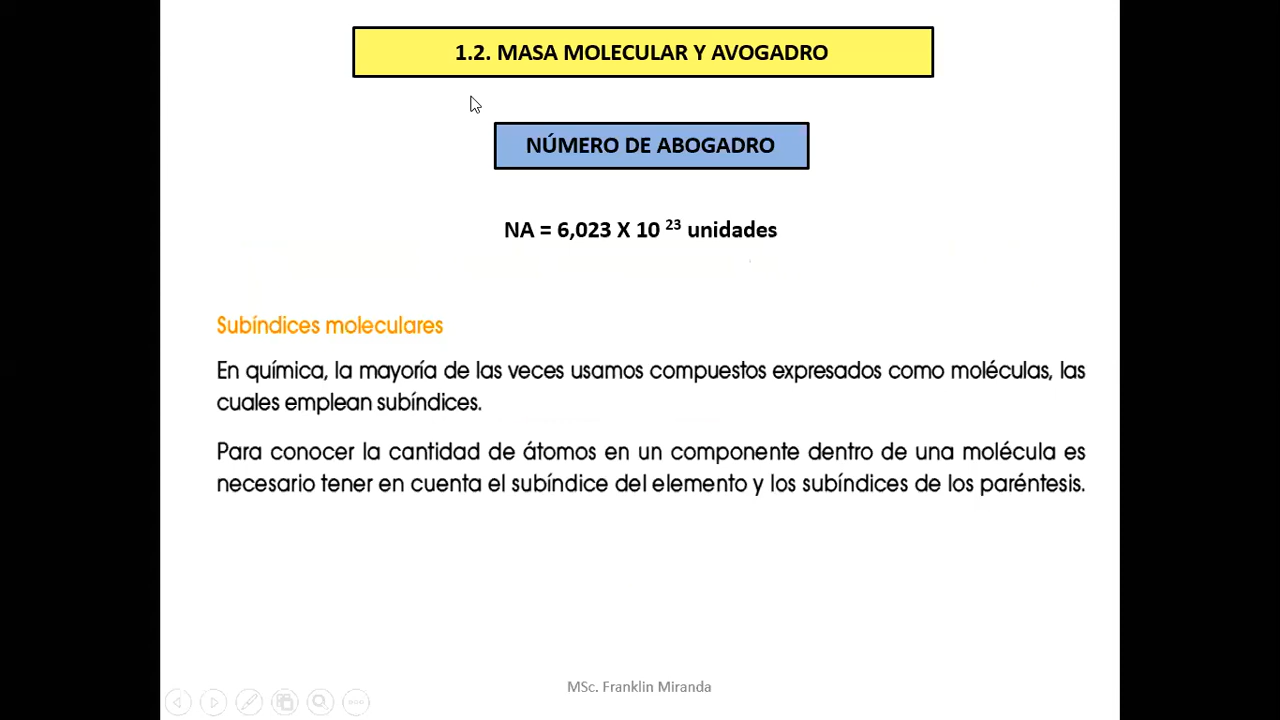 1.2. MASA MOLECULAR Y AVOGADRO
NÚMERO DE ABOGADRO
NA = 6,023 X 10 ²³ unidades
Subíndices moleculares
En química, la mayoría de las veces usamos compuestos expresados como moléculas, las
cuales emplean subíndices.
Para conocer la cantidad de átomos en un componente dentro de una molécula es
necesario tener en cuenta el subíndice del elemento y los subíndices de los paréntesis.
MSc. Franklin Miranda